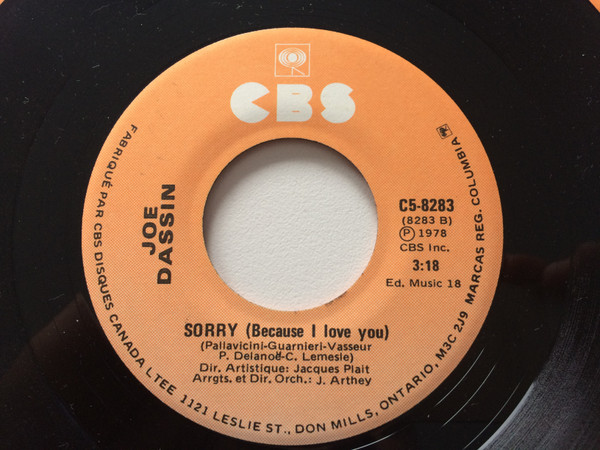 CBS
JOE
DASSIN
C5-8283
(8283 B)
Ⓟ 1978
CBS Inc.
3:18
Ed. Music 18
SORRY (Because I love you)
(Pallavicini-Guarnieri-Vasseur
P. Delanoë-C. Lemesle)
Dir. Artistique: Jacques Plait
Arrgts. et Dir. Orch.: J. Arthey
FABRIQUÉ PAR CBS DISQUES CANADA LTEE 1121 LESLIE ST., DON MILLS, ONTARIO, M3C 2J9 MARCAS REG. COLUMBIA